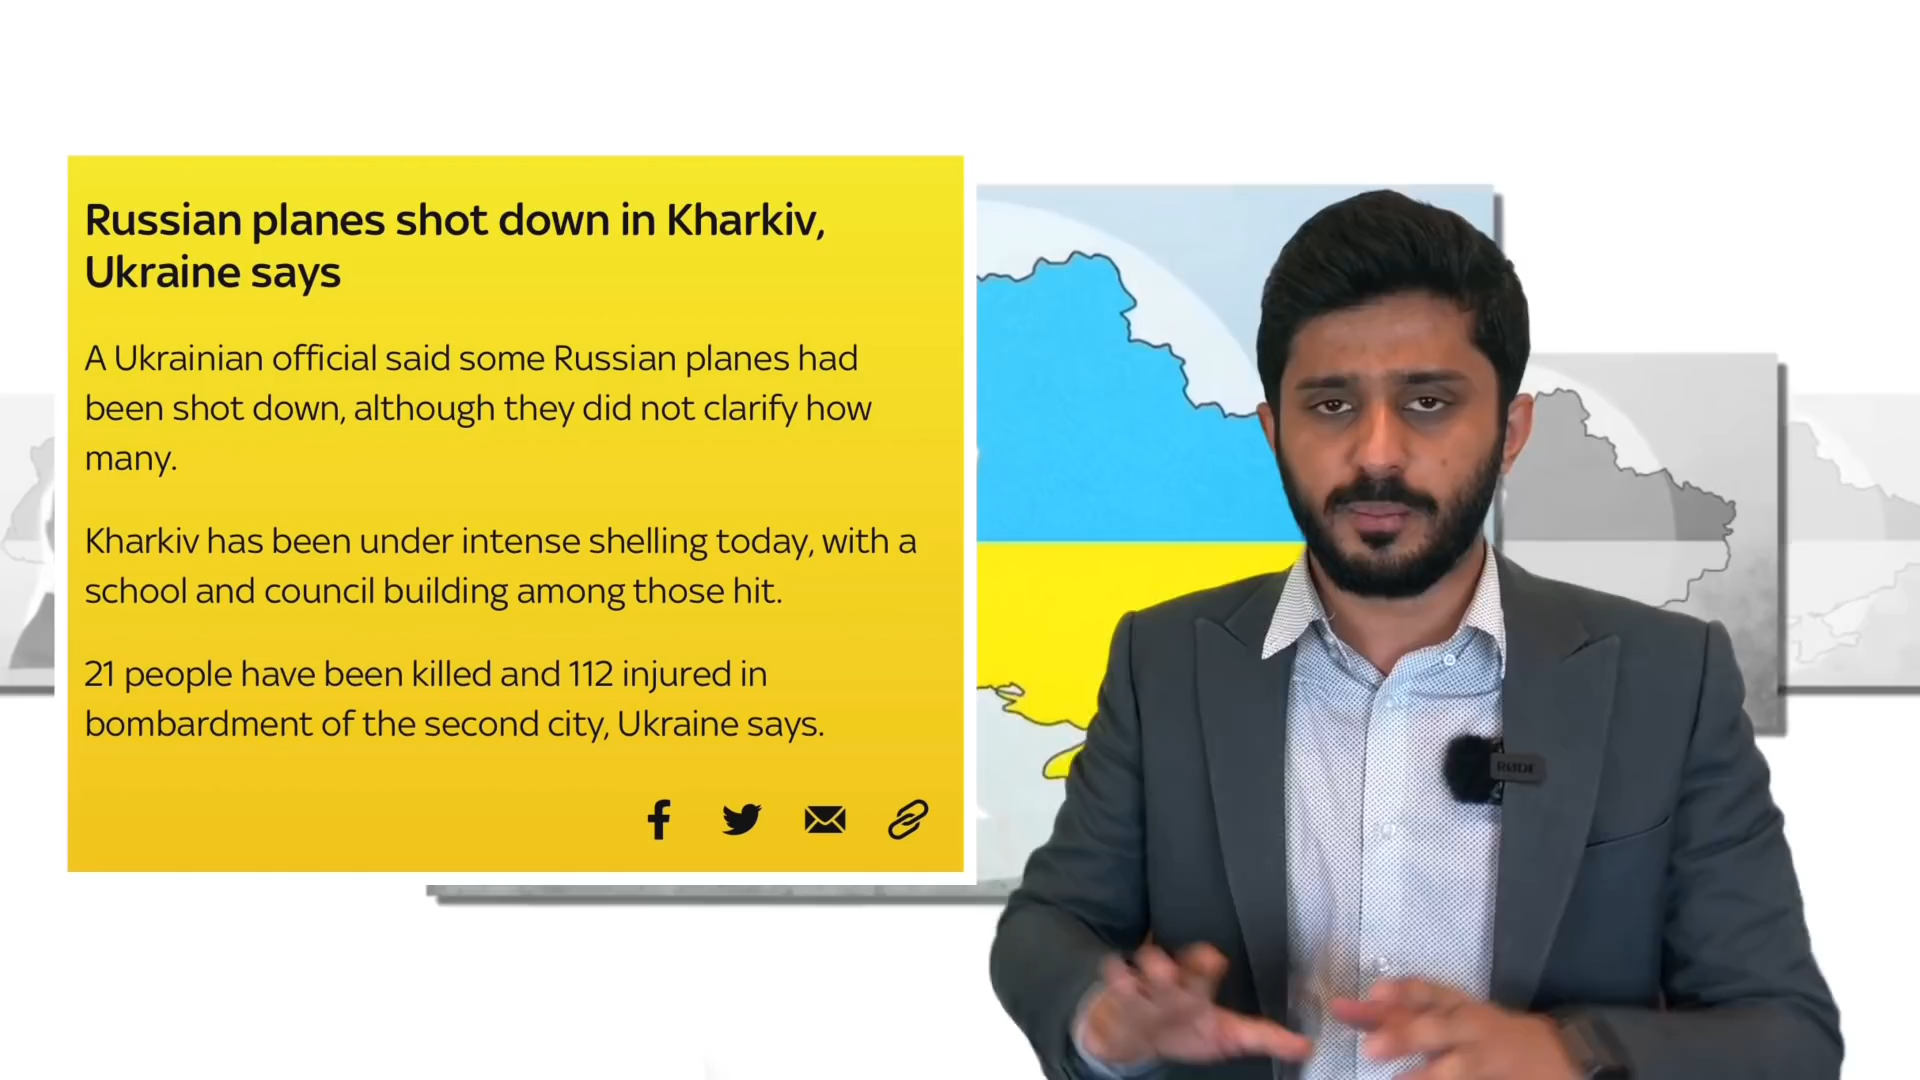 Russian planes shot down in Kharkiv,
Ukraine says
A Ukrainian official said some Russian planes had
been shot down, although they did not clarify how
many.
Kharkiv has been under intense shelling today, with a
school and council building among those hit.
21 people have been killed and 112 injured in
bombardment of the second city, Ukraine says.
RØDE